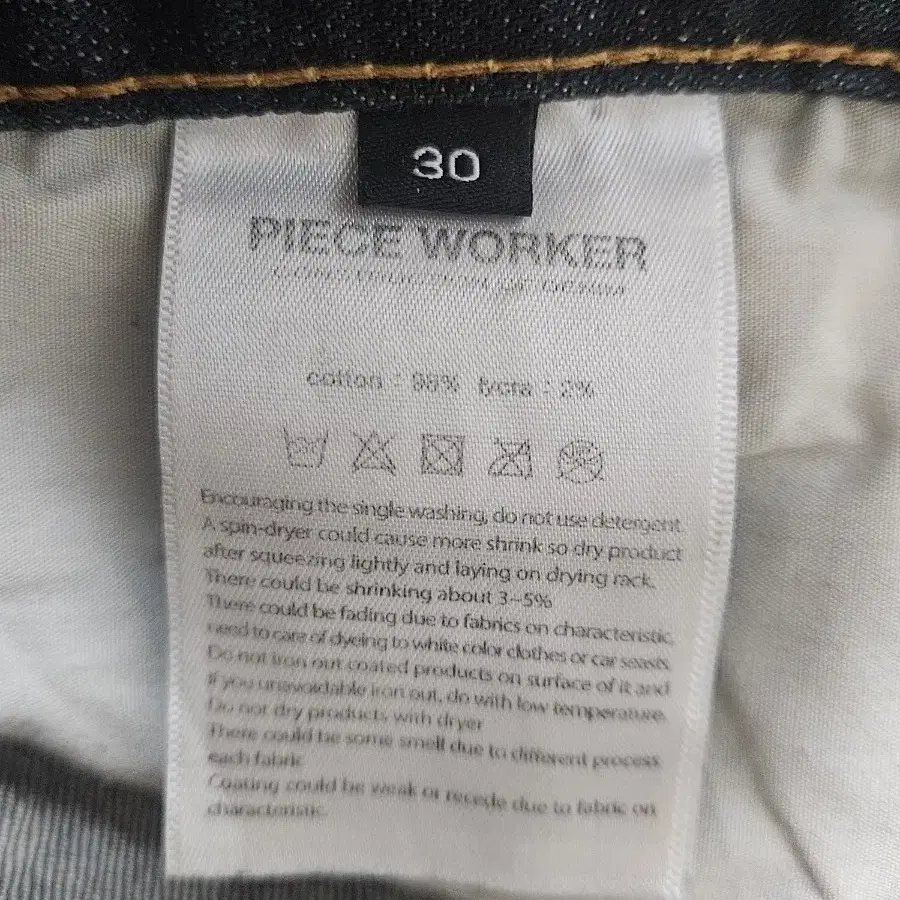 30
PIECE WORKER
CONSTRUCTION OF DENIM
cotton : 98% lycra : 2%
Encouraging the single washing, do not use detergent.
A spin-dryer could cause more shrink so dry product
after squeezing lightly and laying on drying rack.
There could be shrinking about 3~5%
There could be fading due to fabrics on characteristic,
need to care of dyeing to white color clothes or car seasts.
Do not iron out coated products on surface of it and
If you unavoidable iron out, do with low temperature.
Do not dry products with dryer
There could be some smell due to different process
each fabric
Coating could be weak or recede due to fabric on
characteristic.